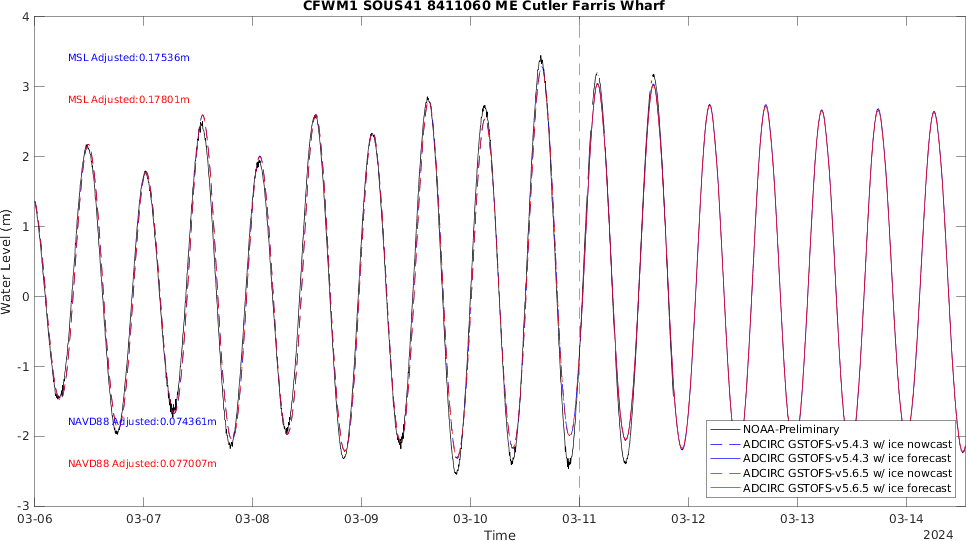 CFWM1 SOUS41 8411060 ME Cutler Farris Wharf
4
3
2
1
0
-1
-2
-3
Water Level (m)
MSL Adjusted:0.17536m
MSL Adjusted:0.17801m
NAVD88 Adjusted:0.074361m
NAVD88 Adjusted:0.077007m
NOAA-Preliminary
ADCIRC GSTOFS-v5.4.3 w/ ice nowcast
ADCIRC GSTOFS-v5.4.3 w/ ice forecast
ADCIRC GSTOFS-v5.6.5 w/ ice nowcast
ADCIRC GSTOFS-v5.6.5 w/ ice forecast
03-06 03-07 03-08 03-09 03-10 03-11 03-12 03-13 03-14
Time
2024